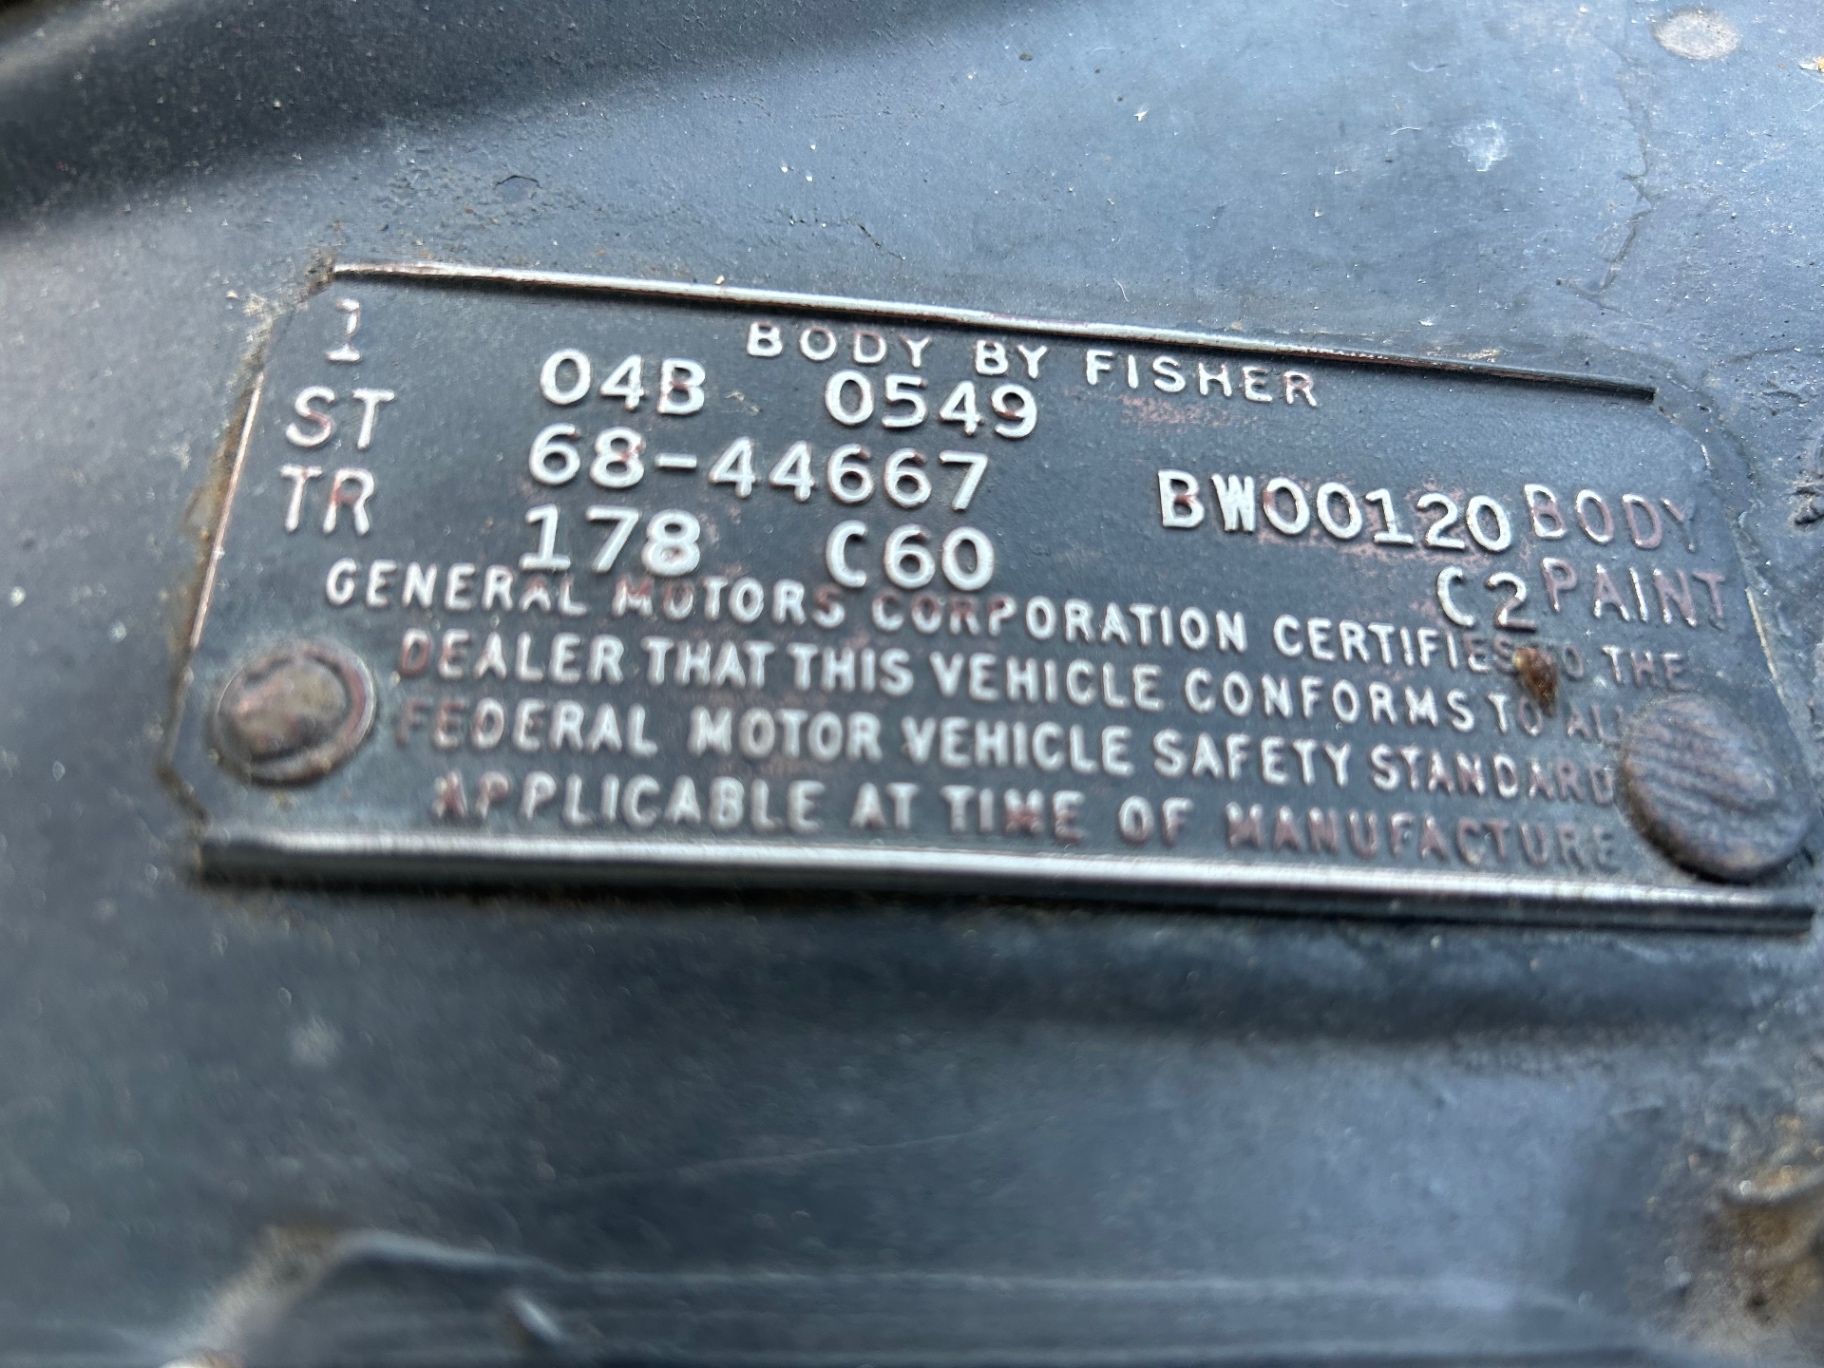 1
BODY BY FISHER
04B 0549
ST 68-44667 BW00120 BODY
TR 178 C60 C2 PAINT
GENERAL MOTORS CORPORATION CERTIFIES TO THE
DEALER THAT THIS VEHICLE CONFORMS TO ALL
FEDERAL MOTOR VEHICLE SAFETY STANDARD
APPLICABLE AT TIME OF MANUFACTURE